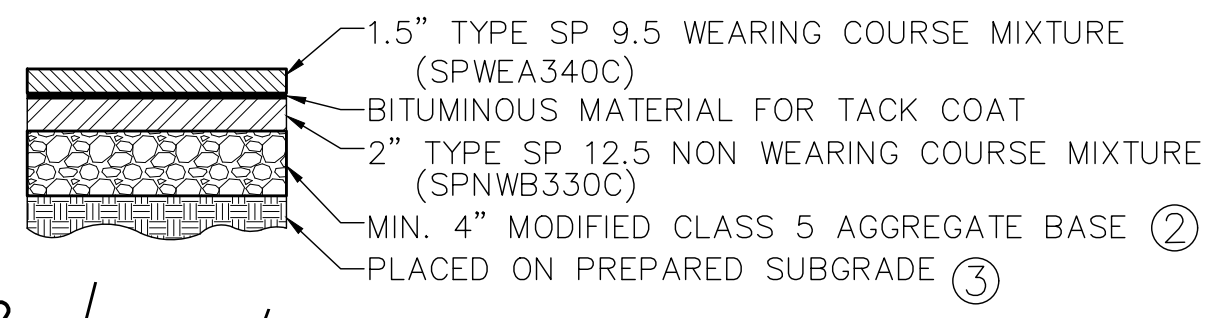 1.5” TYPE SP 9.5 WEARING COURSE MIXTURE
(SPWEA340C)
BITUMINOUS MATERIAL FOR TACK COAT
2” TYPE SP 12.5 NON WEARING COURSE MIXTURE
(SPNWB330C)
MIN. 4” MODIFIED CLASS 5 AGGREGATE BASE ②
PLACED ON PREPARED SUBGRADE ③